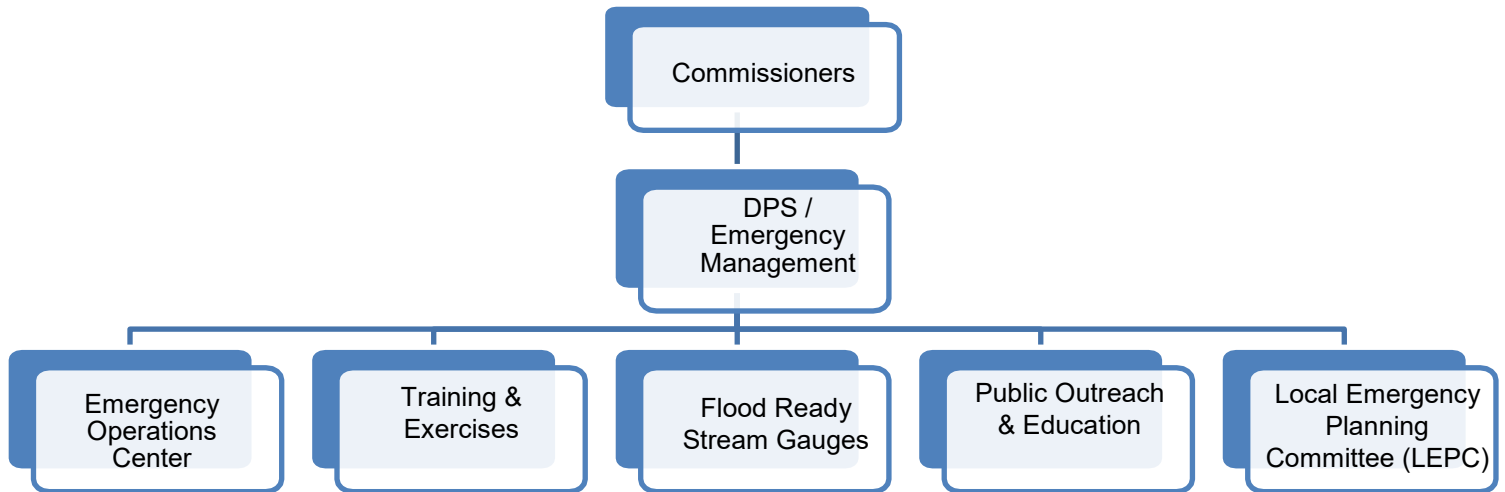 Commissioners
DPS /
Emergency
Management
Emergency
Operations
Center
Training &
Exercises
Flood Ready
Stream Gauges
Public Outreach
& Education
Local Emergency
Planning
Committee (LEPC)